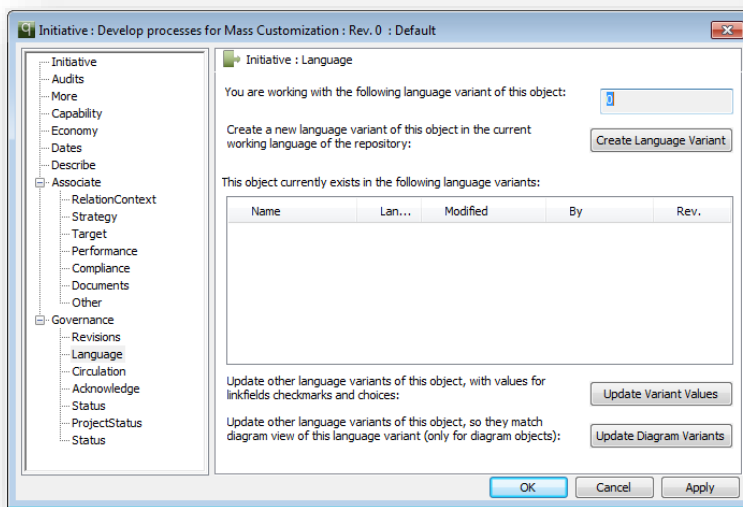 Initiative : Develop processes for Mass Customization : Rev. 0 : Default
Initiative
Audits
More
Capability
Economy
Dates
Describe
Associate
RelationContext
Strategy
Target
Performance
Compliance
Documents
Other
Governance
Revisions
Language
Circulation
Acknowledge
Status
ProjectStatus
Status
Initiative : Language
You are working with the following language variant of this object:
0
Create a new language variant of this object in the current
working language of the repository:
Create Language Variant
This object currently exists in the following language variants:
Name Lan... Modified By Rev.
Update other language variants of this object, with values for
linkfields checkmarks and choices:
Update Variant Values
Update other language variants of this object, so they match
diagram view of this language variant (only for diagram objects):
Update Diagram Variants
OK Cancel Apply